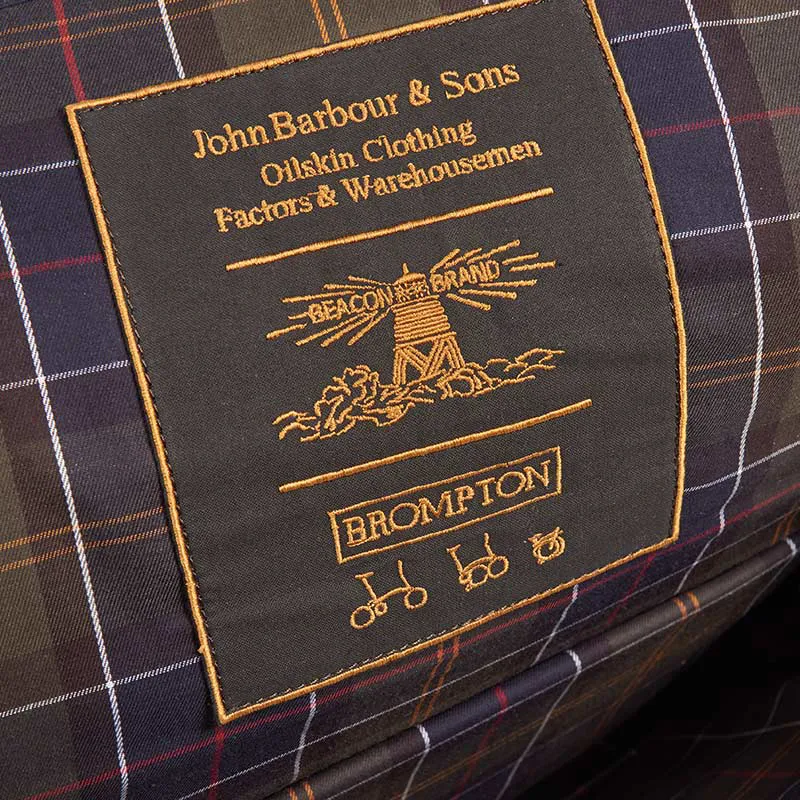 John Barbour & Sons
Oilskin Clothing
Factors & Warehousemen
BEACON BRAND
BROMPTON